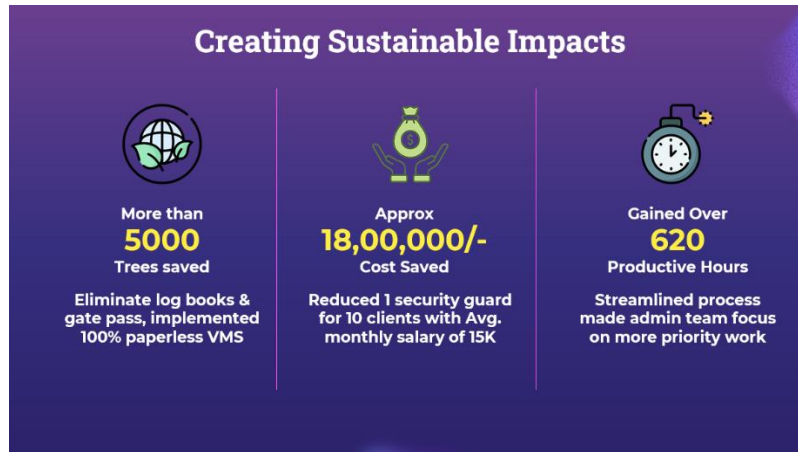 Creating Sustainable Impacts
More than
5000
Trees saved
Eliminate log books &
gate pass, implemented
100% paperless VMS
Approx
18,00,000/-
Cost Saved
Reduced 1 security guard
for 10 clients with Avg.
monthly salary of 15K
Gained Over
620
Productive Hours
Streamlined process
made admin team focus
on more priority work